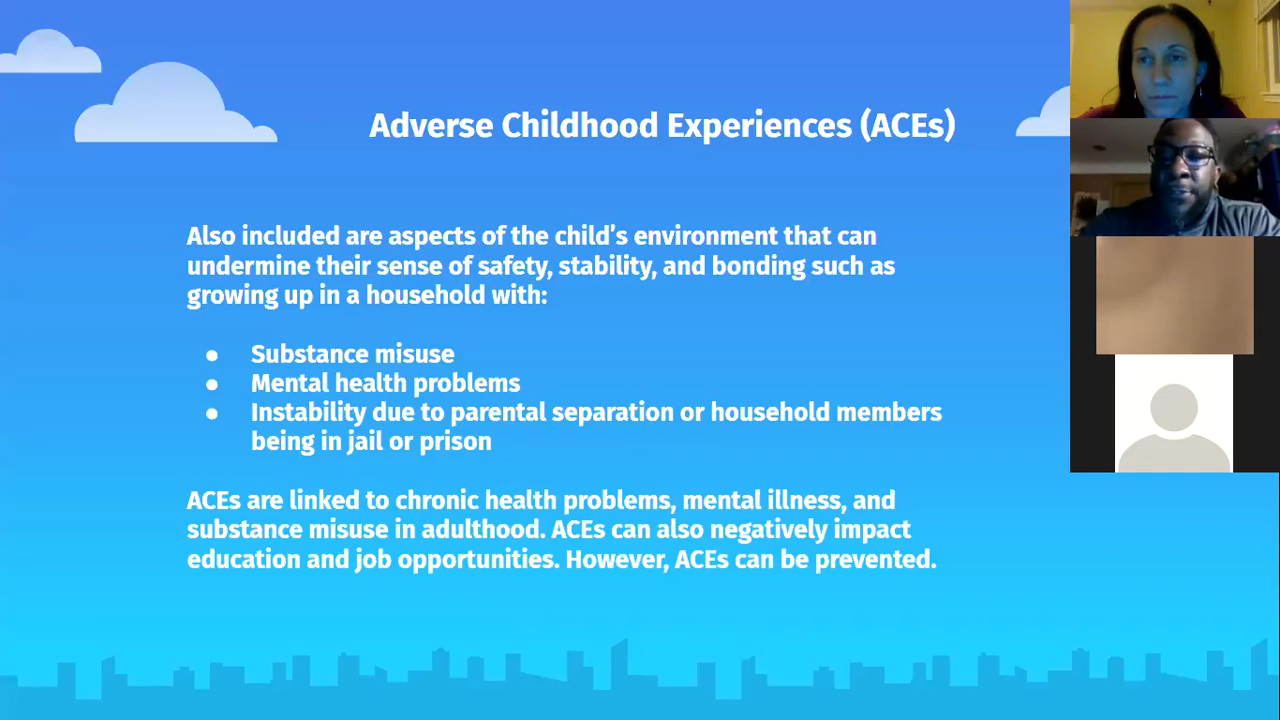 Adverse Childhood Experiences (ACEs)
Also included are aspects of the child’s environment that can
undermine their sense of safety, stability, and bonding such as
growing up in a household with:
● Substance misuse
● Mental health problems
● Instability due to parental separation or household members
being in jail or prison
ACEs are linked to chronic health problems, mental illness, and
substance misuse in adulthood. ACEs can also negatively impact
education and job opportunities. However, ACEs can be prevented.